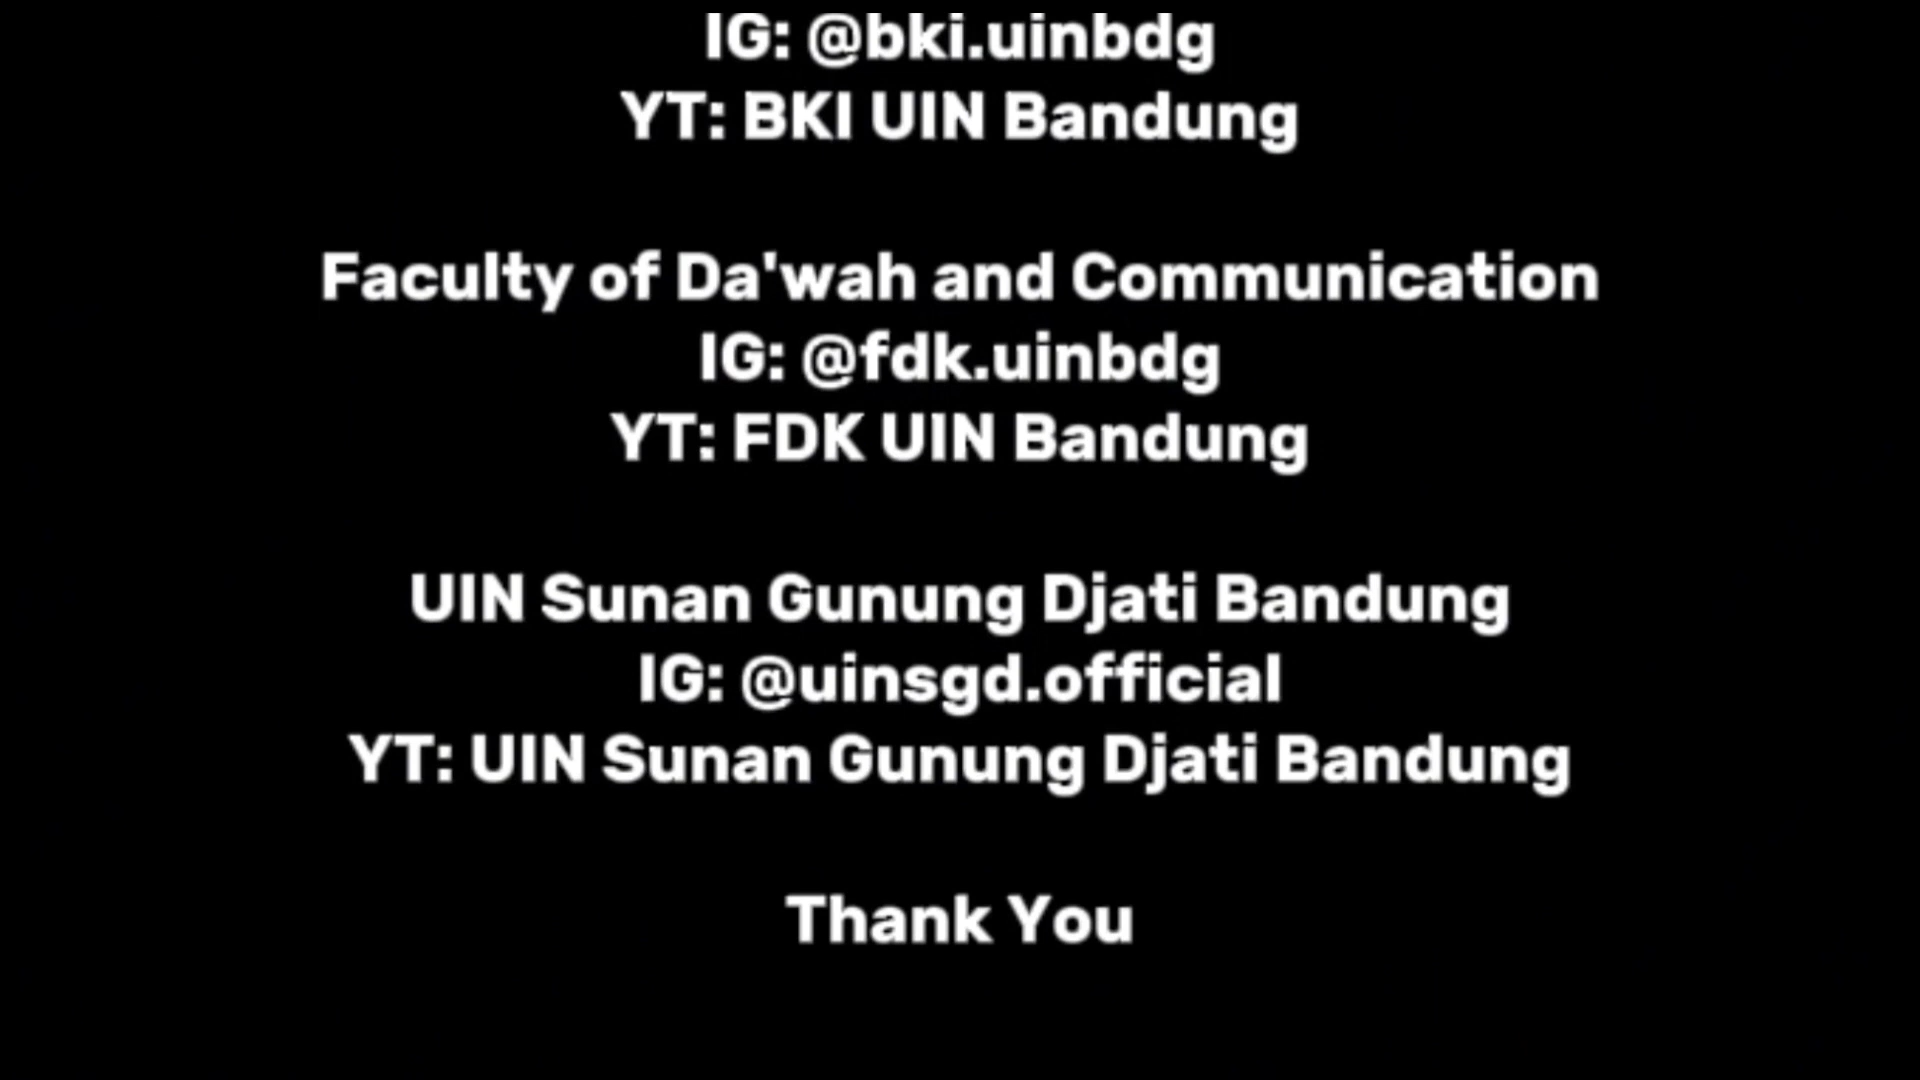 IG: @bki.uinbdg
YT: BKI UIN Bandung
Faculty of Da'wah and Communication
IG: @fdk.uinbdg
YT: FDK UIN Bandung
UIN Sunan Gunung Djati Bandung
IG: @uinsgd.official
YT: UIN Sunan Gunung Djati Bandung
Thank You